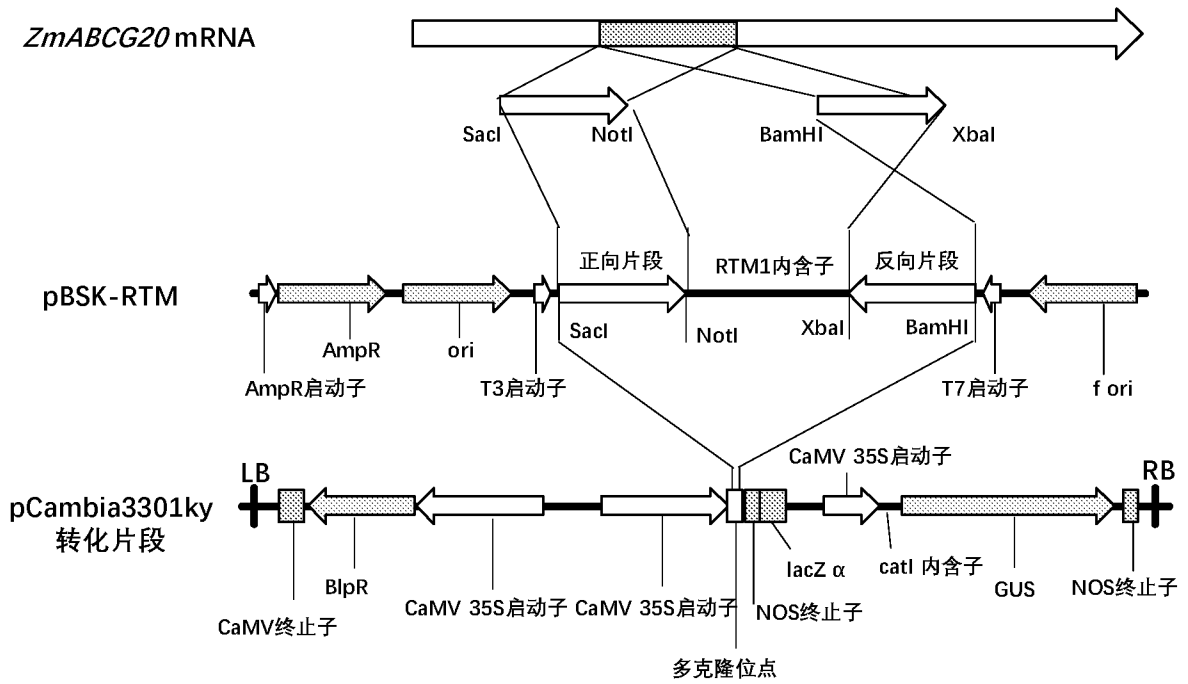 ZmABCG20 mRNA
SacI
NotI
BamHI
XbaI
正向片段
RTM1内含子
反向片段
pBSK-RTM
SacI
NotI
XbaI
BamHI
AmpR
ori
AmpR启动子
T3启动子
T7启动子
f ori
CaMV 35S启动子
LB
RB
pCambia3301ky
转化片段
lacZ α
catI 内含子
BlpR
GUS
NOS终止子
CaMV 35S启动子
CaMV 35S启动子
NOS终止子
CaMV终止子
多克隆位点